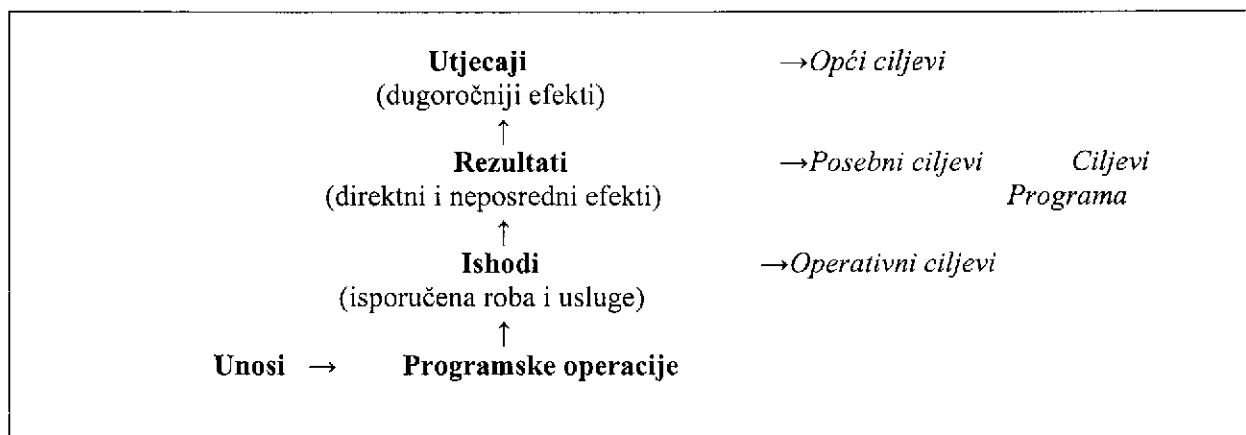 Utjecaji →Opći ciljevi
(dugoročniji efekti)
↑
Rezultati →Posebni ciljevi Ciljevi
(direktni i neposredni efekti) Programa
↑
Ishodi →Operativni ciljevi
(isporučena roba i usluge)
↑
Unosi → Programske operacije